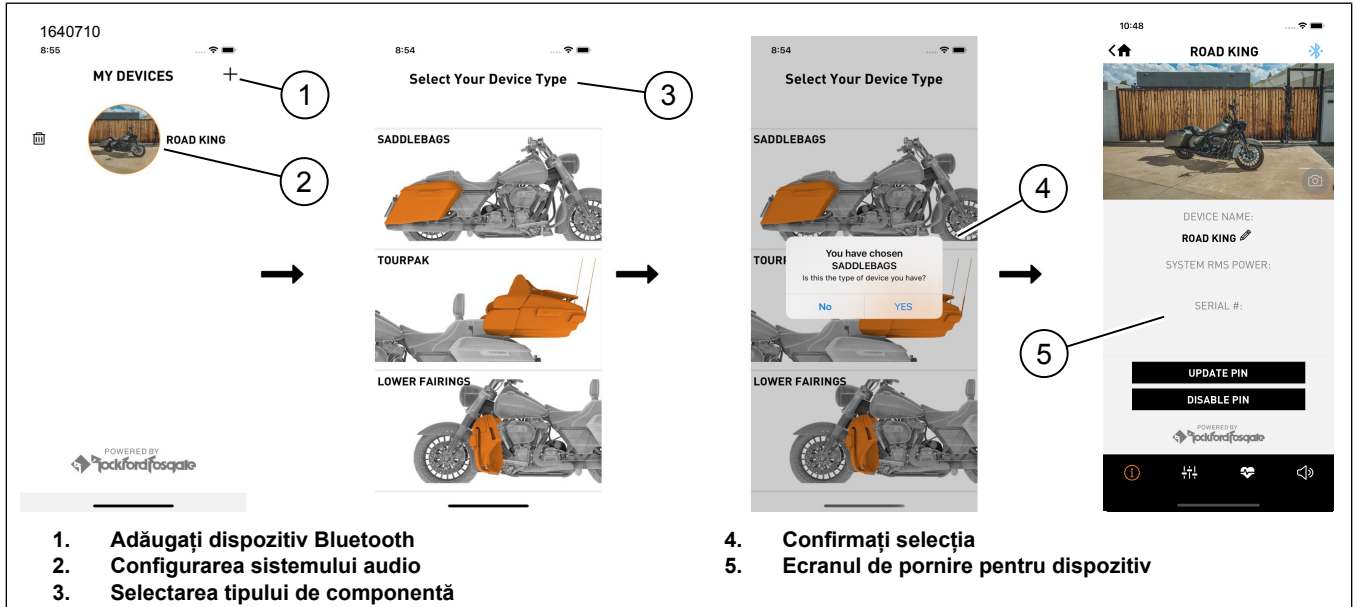 1640710
8:55
MY DEVICES +
1
ROAD KING
2
POWERED BY
rockford fosgate
8:54
Select Your Device Type
3
SADDLEBAGS
TOURPAK
LOWER FAIRINGS
8:54
Select Your Device Type
SADDLEBAGS
4
You have chosen
SADDLEBAGS
Is this the type of device you have?
No YES
TOURP
LOWER FAIRINGS
10:48
ROAD KING
DEVICE NAME:
ROAD KING
SYSTEM RMS POWER:
SERIAL #:
5
UPDATE PIN
DISABLE PIN
POWERED BY
rockford fosgate
1. Adăugați dispozitiv Bluetooth
2. Configurarea sistemului audio
3. Selectarea tipului de componentă
4. Confirmați selecția
5. Ecranul de pornire pentru dispozitiv